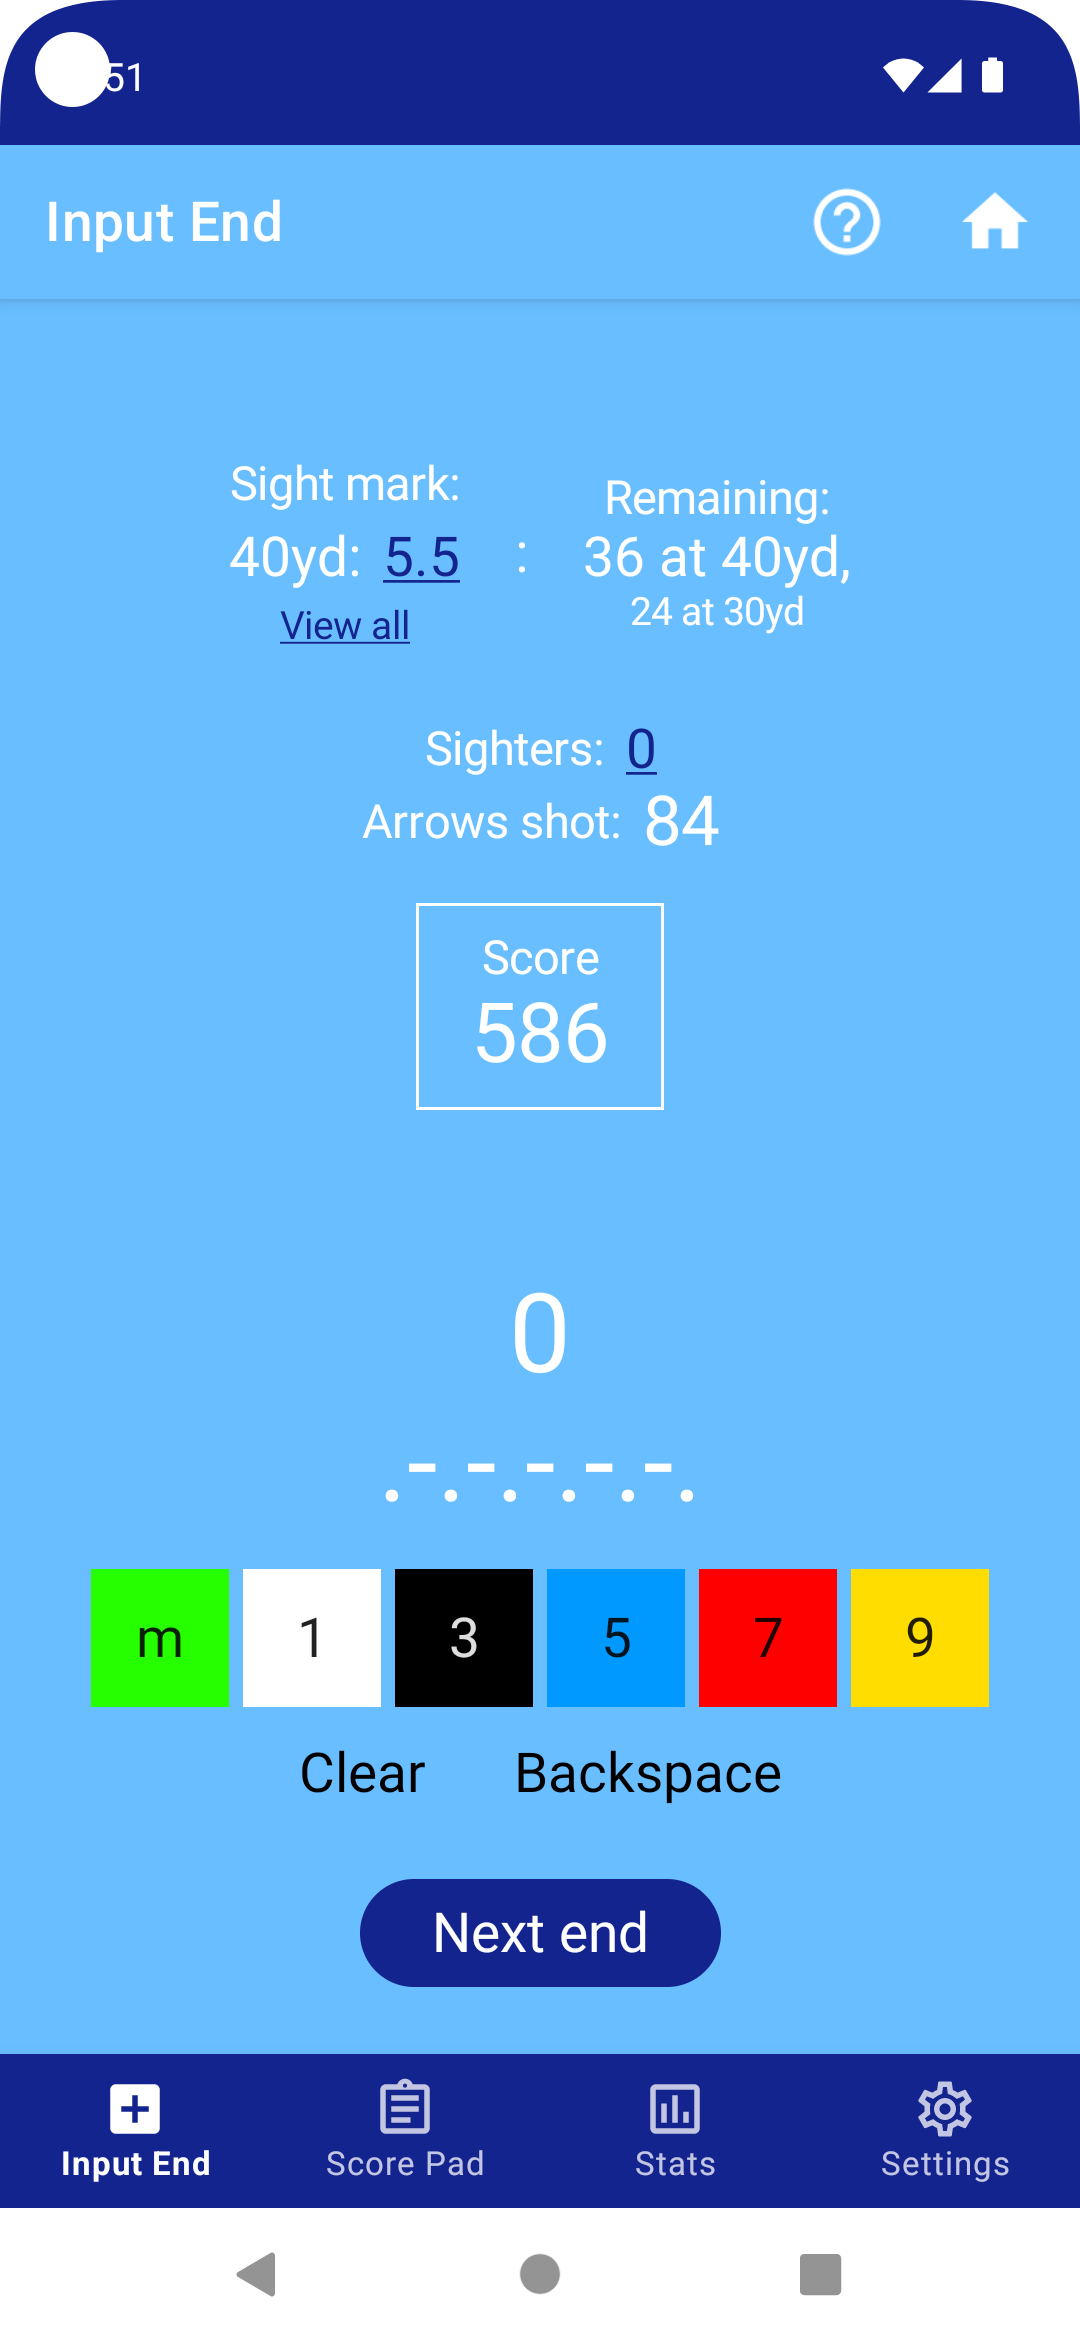 51
Input End
Sight mark:
40yd: 5.5
View all
:
Remaining:
36 at 40yd,
24 at 30yd
Sighters: 0
Arrows shot: 84
Score
586
0
.-.-.-.-.-.
m 1 3 5 7 9
Clear Backspace
Next end
Input End Score Pad Stats Settings